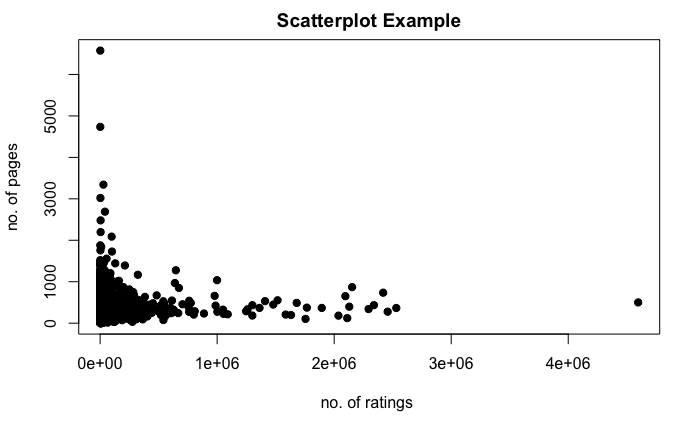 Scatterplot Example
no. of pages
5000
3000
1000
0
0e+00
1e+06
2e+06
3e+06
4e+06
no. of ratings